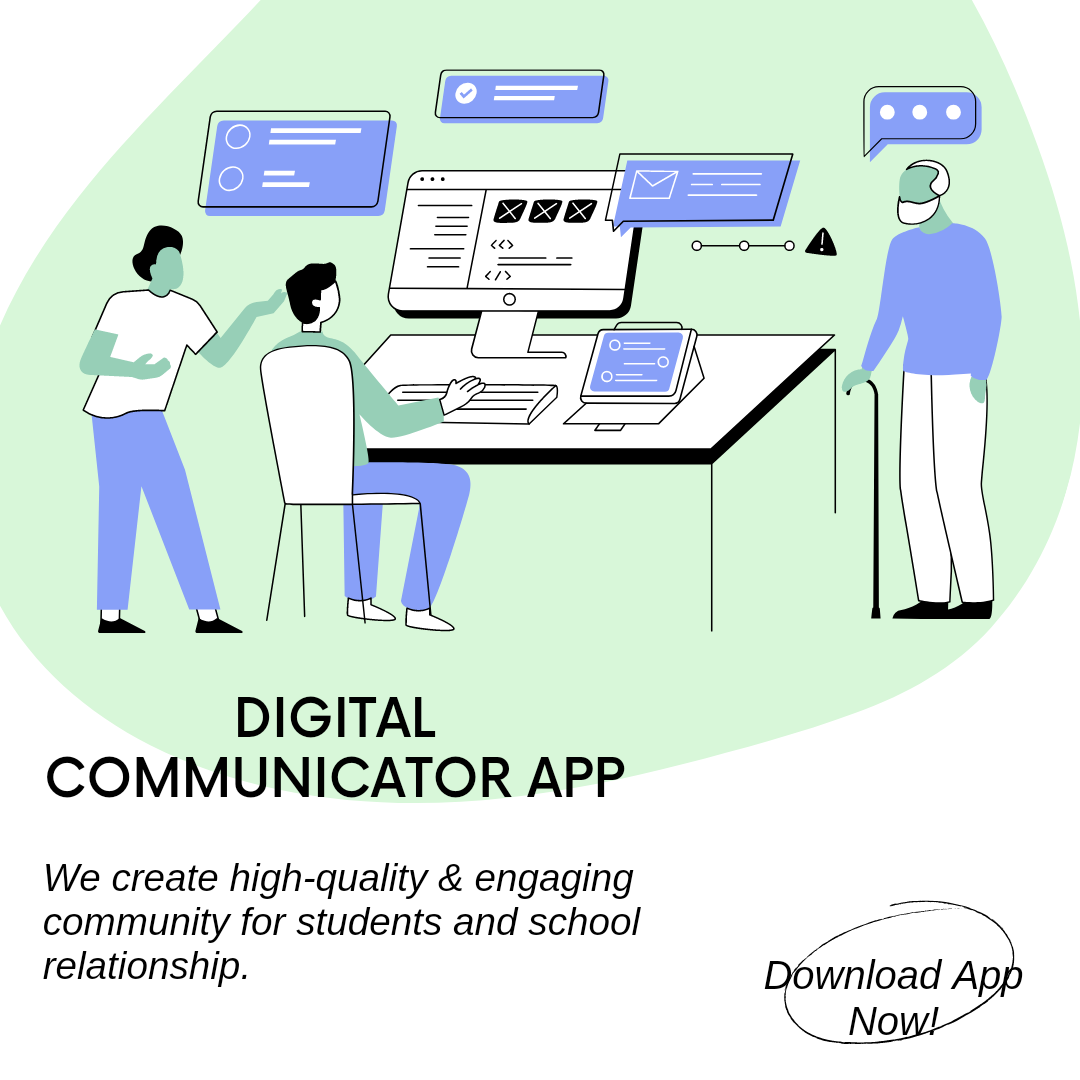 DIGITAL
COMMUNICATOR APP
We create high-quality & engaging
community for students and school
relationship.
Download App
Now!